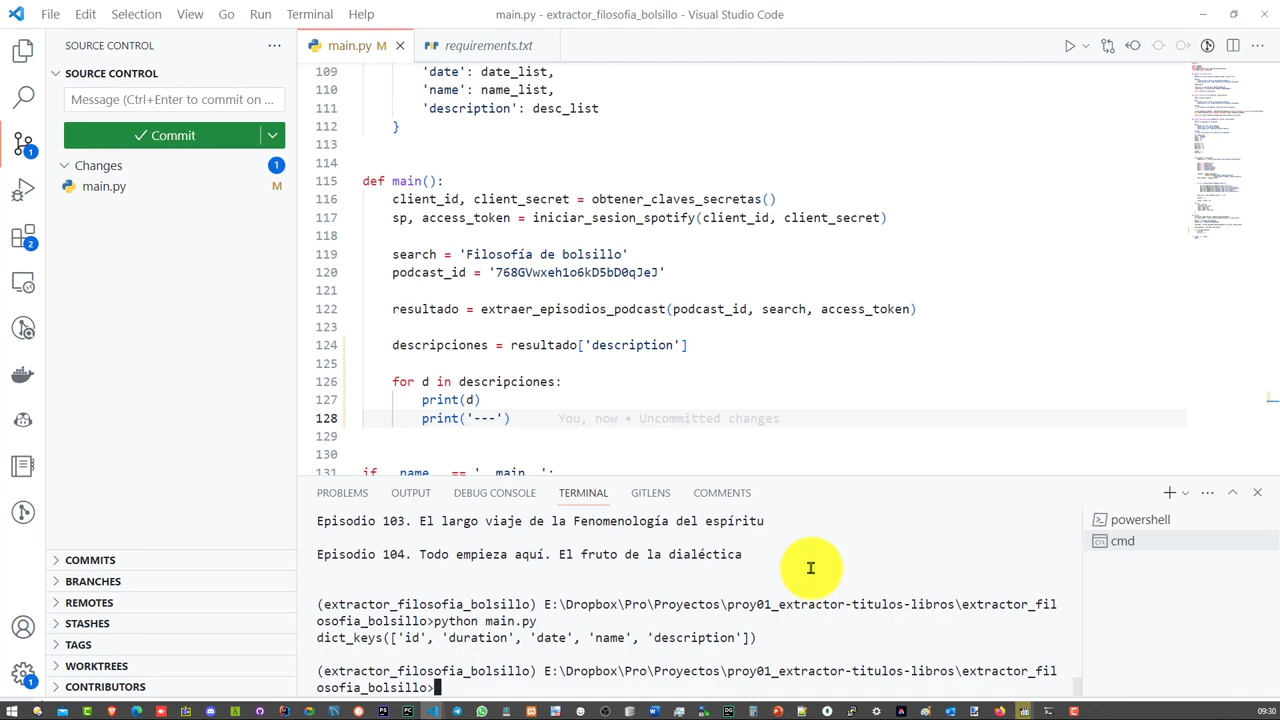 File Edit Selection View Go Run Terminal Help
main.py - extractor_filosofia_bolsillo - Visual Studio Code
SOURCE CONTROL
main.py M
requirements.txt
SOURCE CONTROL
Message (Ctrl+Enter to commit on ...
Commit
Changes 1
main.py M
1
2
109 'date': date_list,
110 'name
111 'description': desc_list
112 }
113
114
115 def main():
116
117 sp, access_token = iniciar_sesion_spotify(client_id, client_secret)
118
119 search = 'Filosofía de bolsillo'
120
121
122 resultado = extraer_episodios_podcast(podcast_id, search, access_token)
123
124 descripciones = resultado['description']
125
126 for d in descripciones:
127 print(d)
128 print('---') You, now • Uncommitted changes
129
130
131 if __name__ == '__main__':
PROBLEMS OUTPUT DEBUG CONSOLE TERMINAL GITLENS COMMENTS
powershell
cmd
Episodio 103. El largo viaje de la Fenomenología del espíritu
Episodio 104. Todo empieza aquí. El fruto de la dialéctica
(extractor_filosofia_bolsillo) E:\Dropbox\Pro\Proyectos\proy01_extractor-titulos-libros\extractor_fil
osofia_bolsillo>python main.py
dict_keys(['id', 'duration', 'date', 'name', 'description'])
(extractor_filosofia_bolsillo) E:\Dropbox\Pro\Proyectos\proy01_extractor-titulos-libros\extractor_fil
osofia_bolsillo>
COMMITS
BRANCHES
REMOTES
STASHES
TAGS
WORKTREES
CONTRIBUTORS
1
09:30